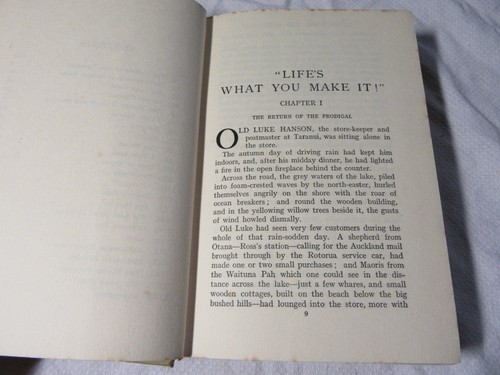 "LIFE'S
WHAT YOU MAKE IT!"
CHAPTER I
THE RETURN OF THE PRODIGAL
OLD LUKE HANSON, the store-keeper and
postmaster at Taranui, was sitting alone in
the store.
The autumn day of driving rain had kept him
indoors, and, after his midday dinner, he had lighted
a fire in the open fireplace behind the counter.
Across the road, the grey waters of the lake, piled
into foam-crested waves by the north-easter, hurled
themselves angrily on the shore with the roar of
ocean breakers; and round the wooden building,
and in the yellowing willow trees beside it, the gusts
of wind howled dismally.
Old Luke had seen very few customers during the
whole of that rain-sodden day. A shepherd from
Otana—Ross's station—calling for the Auckland mail
brought through by the Rotorua service car, had
made one or two small purchases; and Maoris from
the Waituna Pah, which one could see in the dis-
tance across the lake—just a few whares, and small
wooden cottages, built on the beach below the big
bushed hills—had lounged into the store, more with
9